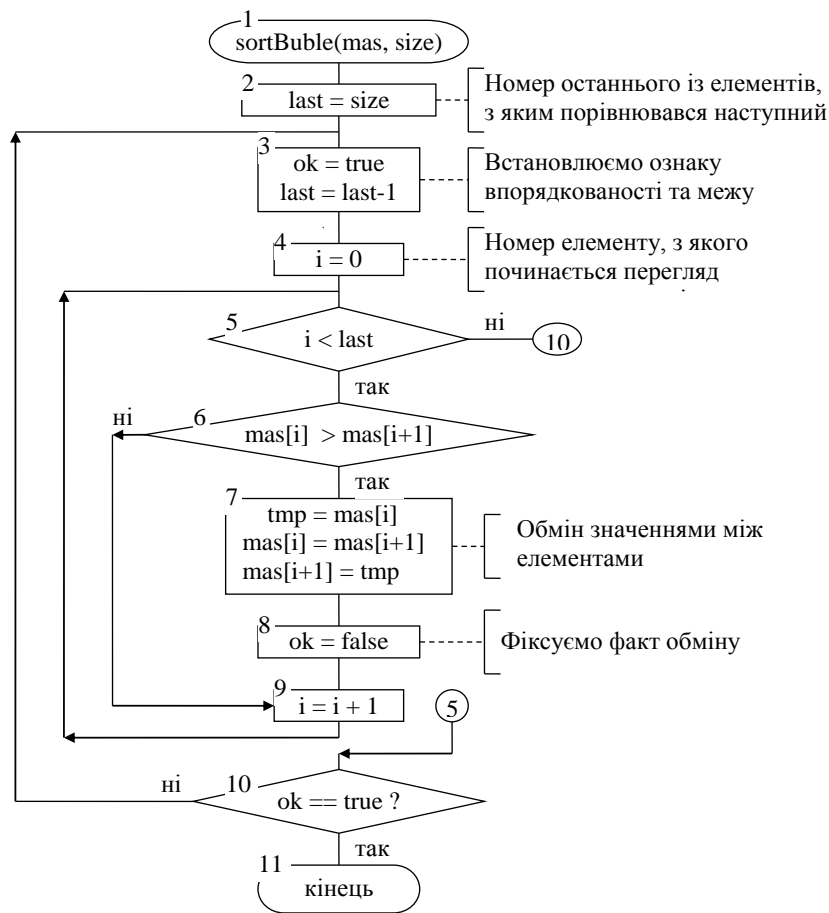 1
sortBuble(mas, size)
2
last = size
Номер останнього із елементів,
з яким порівнювався наступний
3
ok = true
last = last-1
Встановлюємо ознаку
впорядкованості та межу
4
i = 0
Номер елементу, з якого
починається перегляд
5
i < last
ні
10
так
ні
6
mas[i] > mas[i+1]
так
7
tmp = mas[i]
mas[i] = mas[i+1]
mas[i+1] = tmp
Обмін значеннями між
елементами
8
ok = false
Фіксуємо факт обміну
9
i = i + 1
5
ні
10
ok == true ?
так
11
кінець